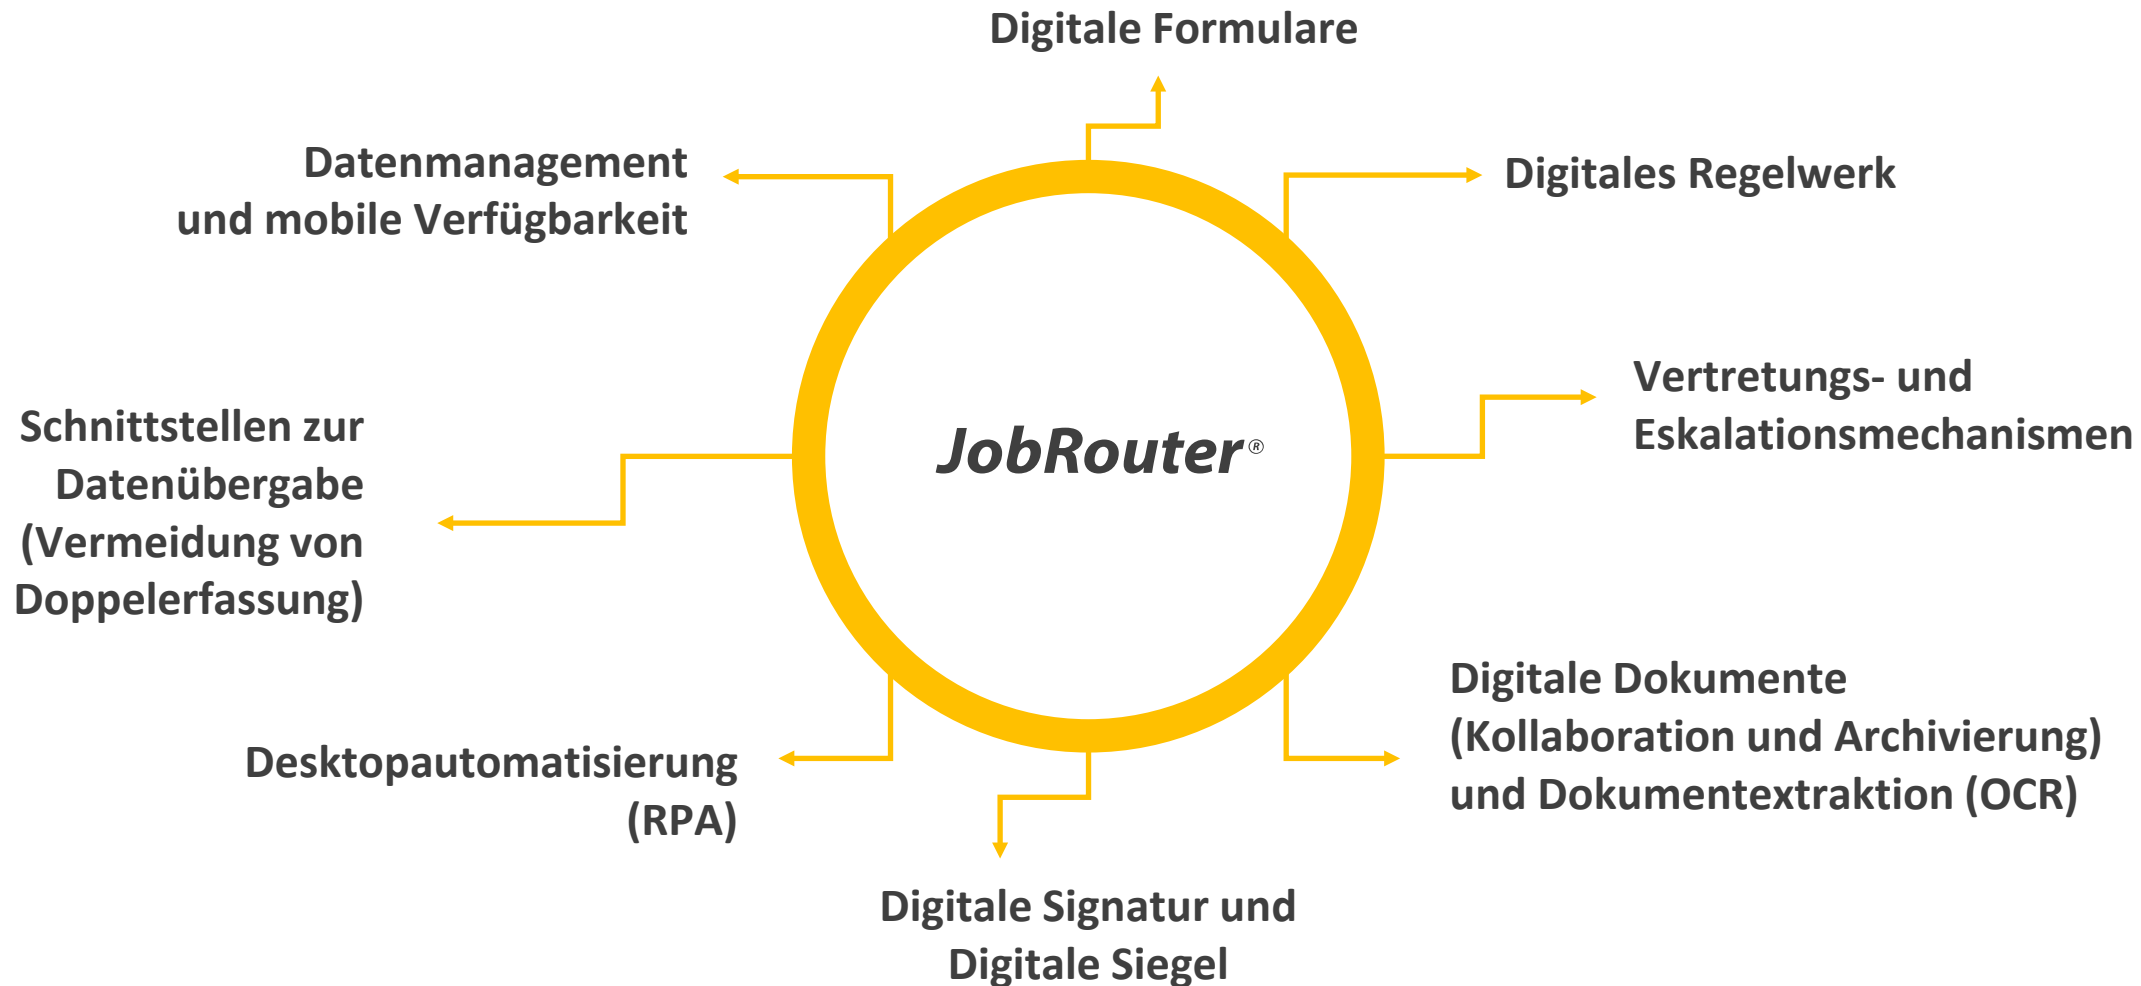 Digitale Formulare
Digitales Regelwerk
Vertretungs- und
Eskalationsmechanismen
Digitale Dokumente
(Kollaboration und Archivierung)
und Dokumentextraktion (OCR)
Digitale Signatur und
Digitale Siegel
Desktopautomatisierung
(RPA)
Schnittstellen zur
Datenübergabe
(Vermeidung von
Doppelerfassung)
Datenmanagement
und mobile Verfügbarkeit
JobRouter®